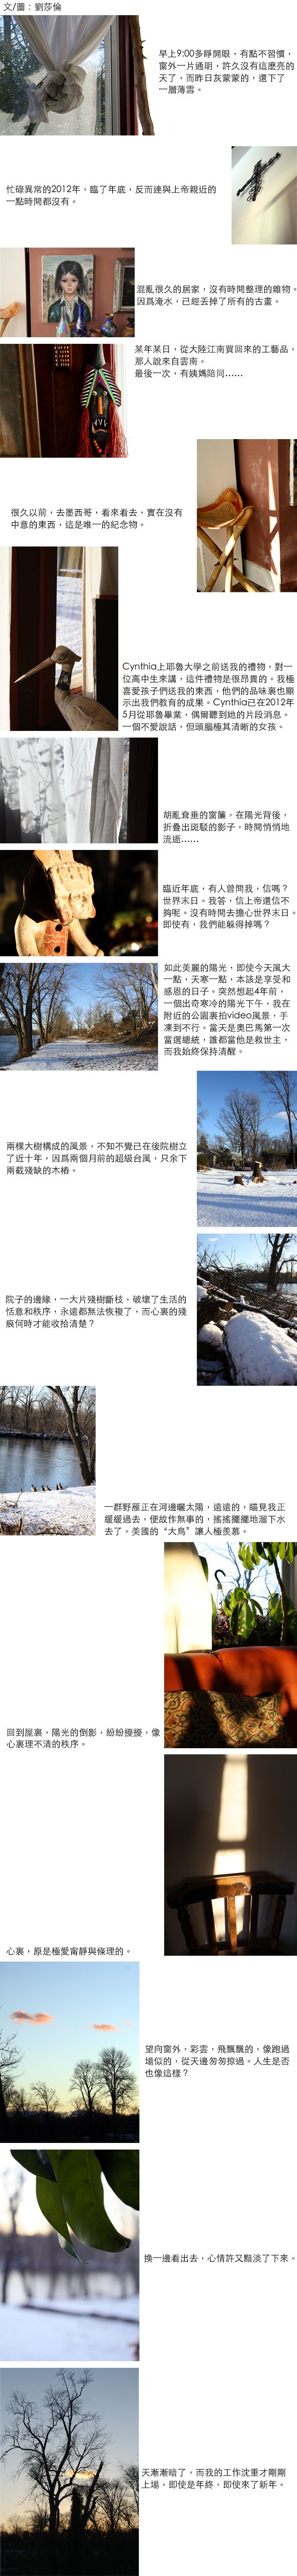 文/圖：劉莎倫
早上9:00多睜開眼，有點不習慣，
窗外一片通明，許久沒有這麼亮的
天了，而昨日灰蒙蒙的，還下了
一層薄雪。
忙碌異常的2012年，臨了年底，反而連與上帝親近的
一點時間都沒有。
混亂很久的居家，沒有時間整理的雜物。
因爲淹水，已經丟掉了所有的古畫。
某年某日，從大陸江南買回來的工藝品，
那人說來自雲南。
最後一次，有姨媽陪同......
很久以前，去墨西哥，看來看去，實在沒有
中意的東西，這是唯一的紀念物。
Cynthia上耶魯大學之前送我的禮物，對一
位高中生來講，這件禮物是很昂貴的。我極
喜愛孩子們送我的東西，他們的品味裏也顯
示出我們教育的成果。Cynthia已在2012年
5月從耶魯畢業，偶爾聽到她的片段消息。
一個不愛說話，但頭腦極其清晰的女孩。
胡亂耷垂的窗簾，在陽光背後，
折疊出斑駁的影子，時間悄悄地
流逝......
臨近年底，有人曾問我，信嗎？
世界末日。我答，信上帝還信不
夠呢。沒有時間去擔心世界末日。
即使有，我們能躲得掉嗎？
如此美麗的陽光，即使今天風大
一點，天寒一點，本該是享受和
感恩的日子。突然想起4年前，
一個出奇寒冷的陽光下午，我在
附近的公園裏拍video風景，手
凍到不行。當天是奧巴馬第一次
當選總統，誰都當他是救世主，
而我始終保持清醒。
兩棵大樹構成的風景，不知不覺已在後院樹立
了近十年，因爲兩個月前的超級台風，只余下
兩截殘缺的木樁。
院子的邊緣，一大片殘樹斷枝，破壞了生活的
恬意和秩序，永遠都無法恢複了，而心裏的殘
痕何時才能收拾清楚？
一群野雁正在河邊曬太陽，遠遠的，瞄見我正
緩緩過去，便故作無事的，搖搖擺擺地溜下水
去了。美國的“大鳥”讓人極羨慕。
回到屋裏，陽光的倒影，紛紛擾擾，像
心裏理不清的秩序。
心裏，原是極愛甯靜與條理的。
望向窗外，彩雲，飛飄飄的，像跑過
場似的，從天邊匆匆掠過。人生是否
也像這樣？
換一邊看出去，心情許又黯淡了下來。
天漸漸暗了，而我的工作沈重才剛剛
上場，即使是年終，即使來了新年。